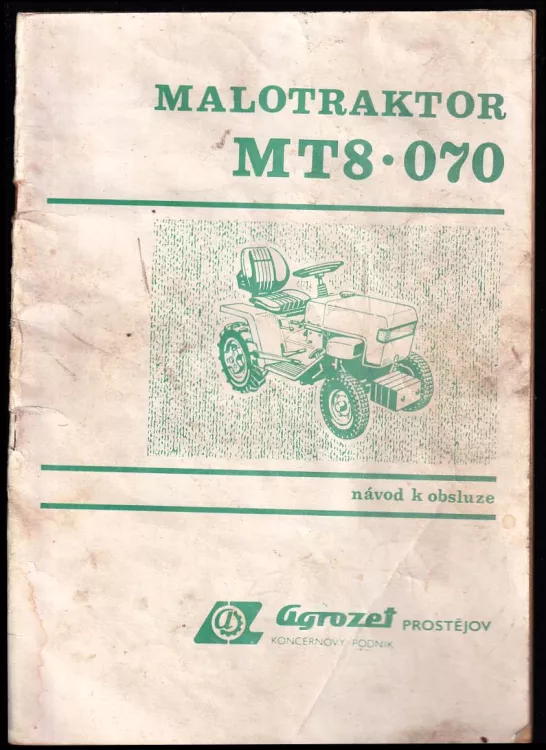 MALOTRAKTOR
MT8·070
návod k obsluze
agrozet PROSTĚJOV
KONCERNOVÝ PODNIK